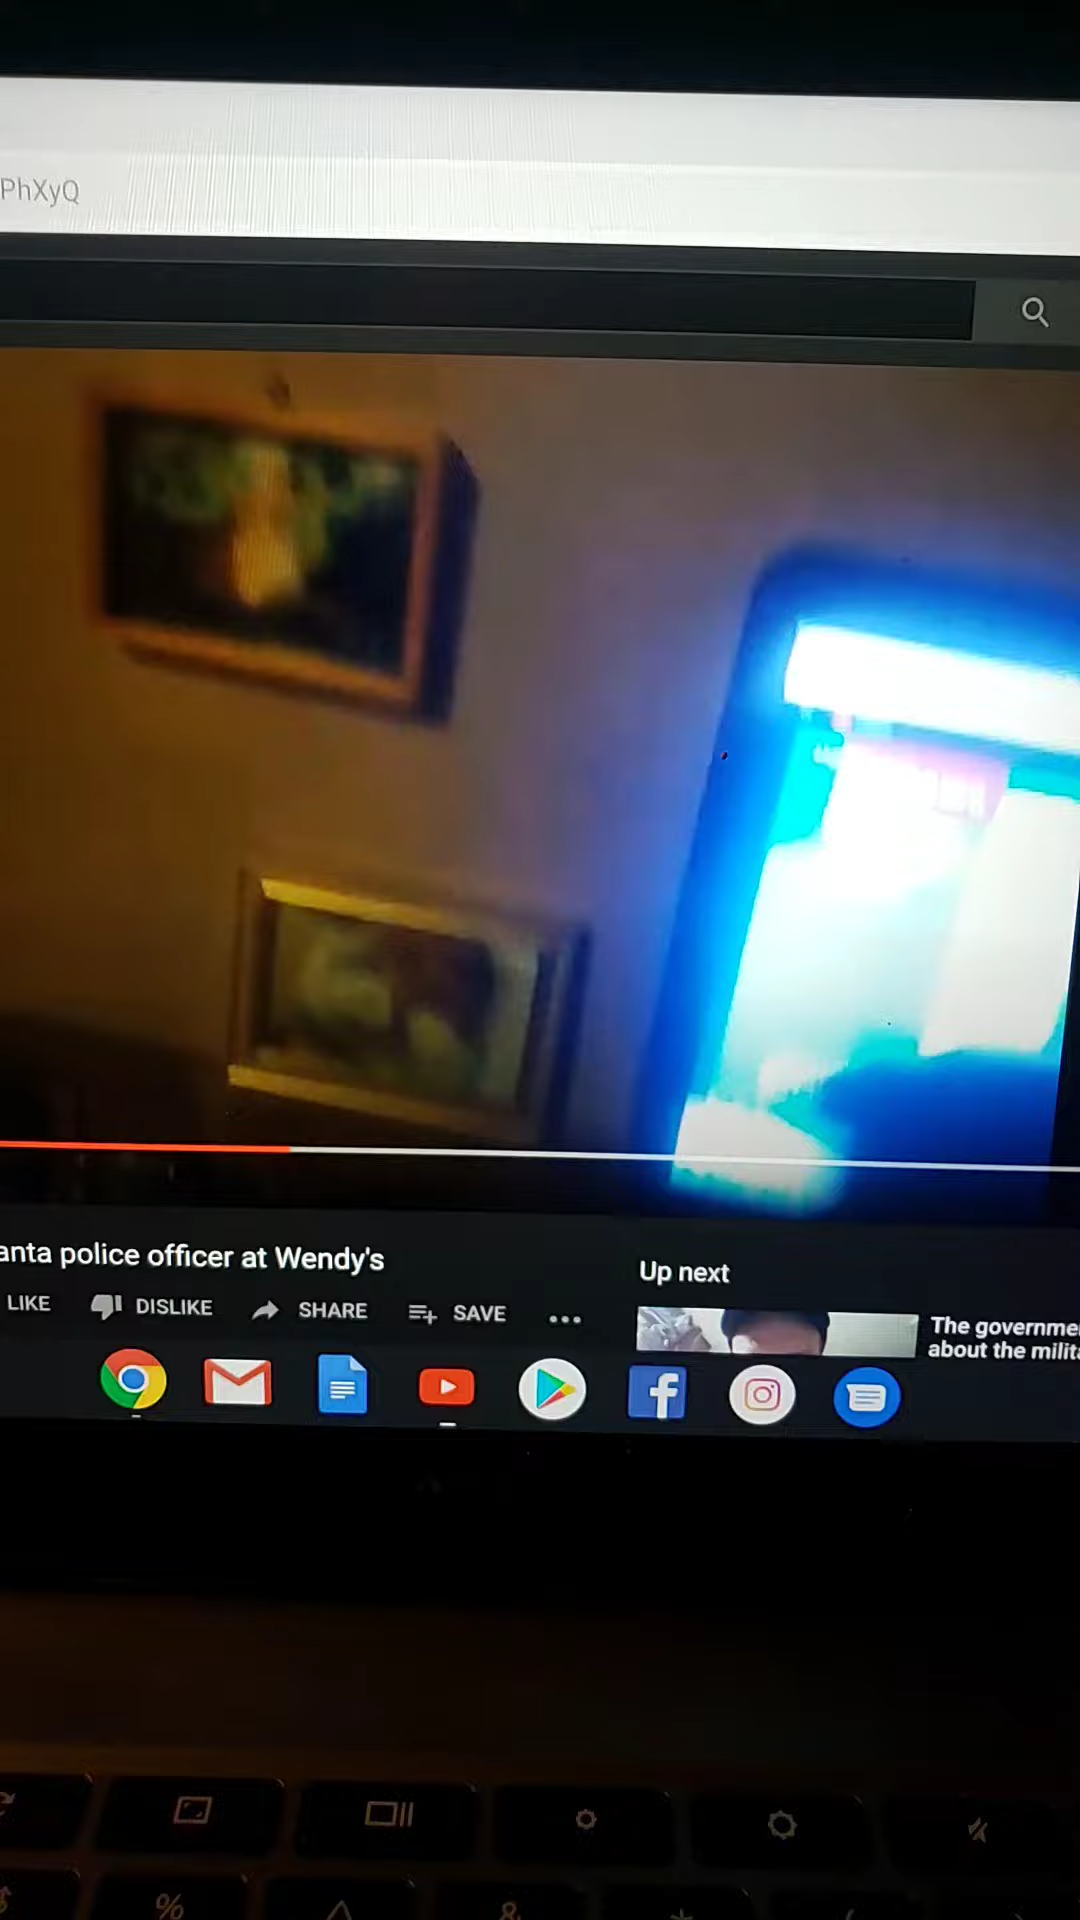 PhXyQ
anta police officer at Wendy's
LIKE DISLIKE SHARE SAVE
Up next
The governme
about the milit
% &